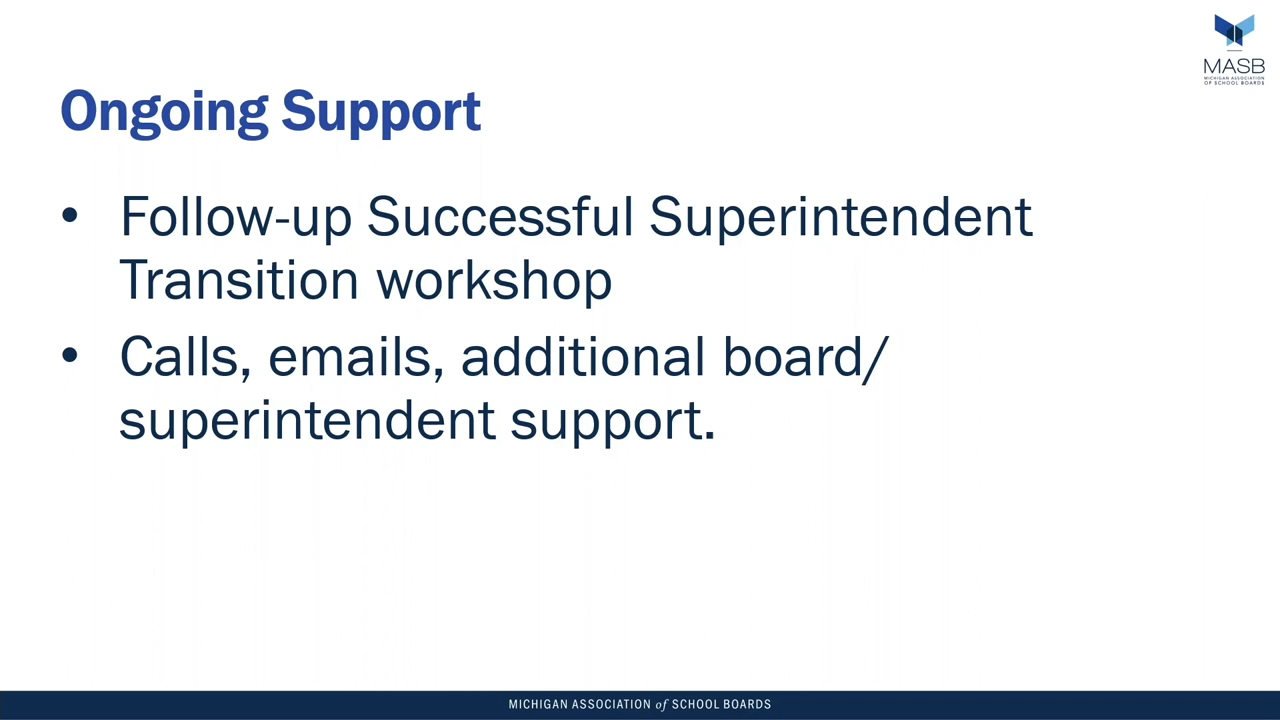 MASB
MICHIGAN ASSOCIATION
OF SCHOOL BOARDS
Ongoing Support
• Follow-up Successful Superintendent
Transition workshop
• Calls, emails, additional board/
superintendent support.
MICHIGAN ASSOCIATION of SCHOOL BOARDS